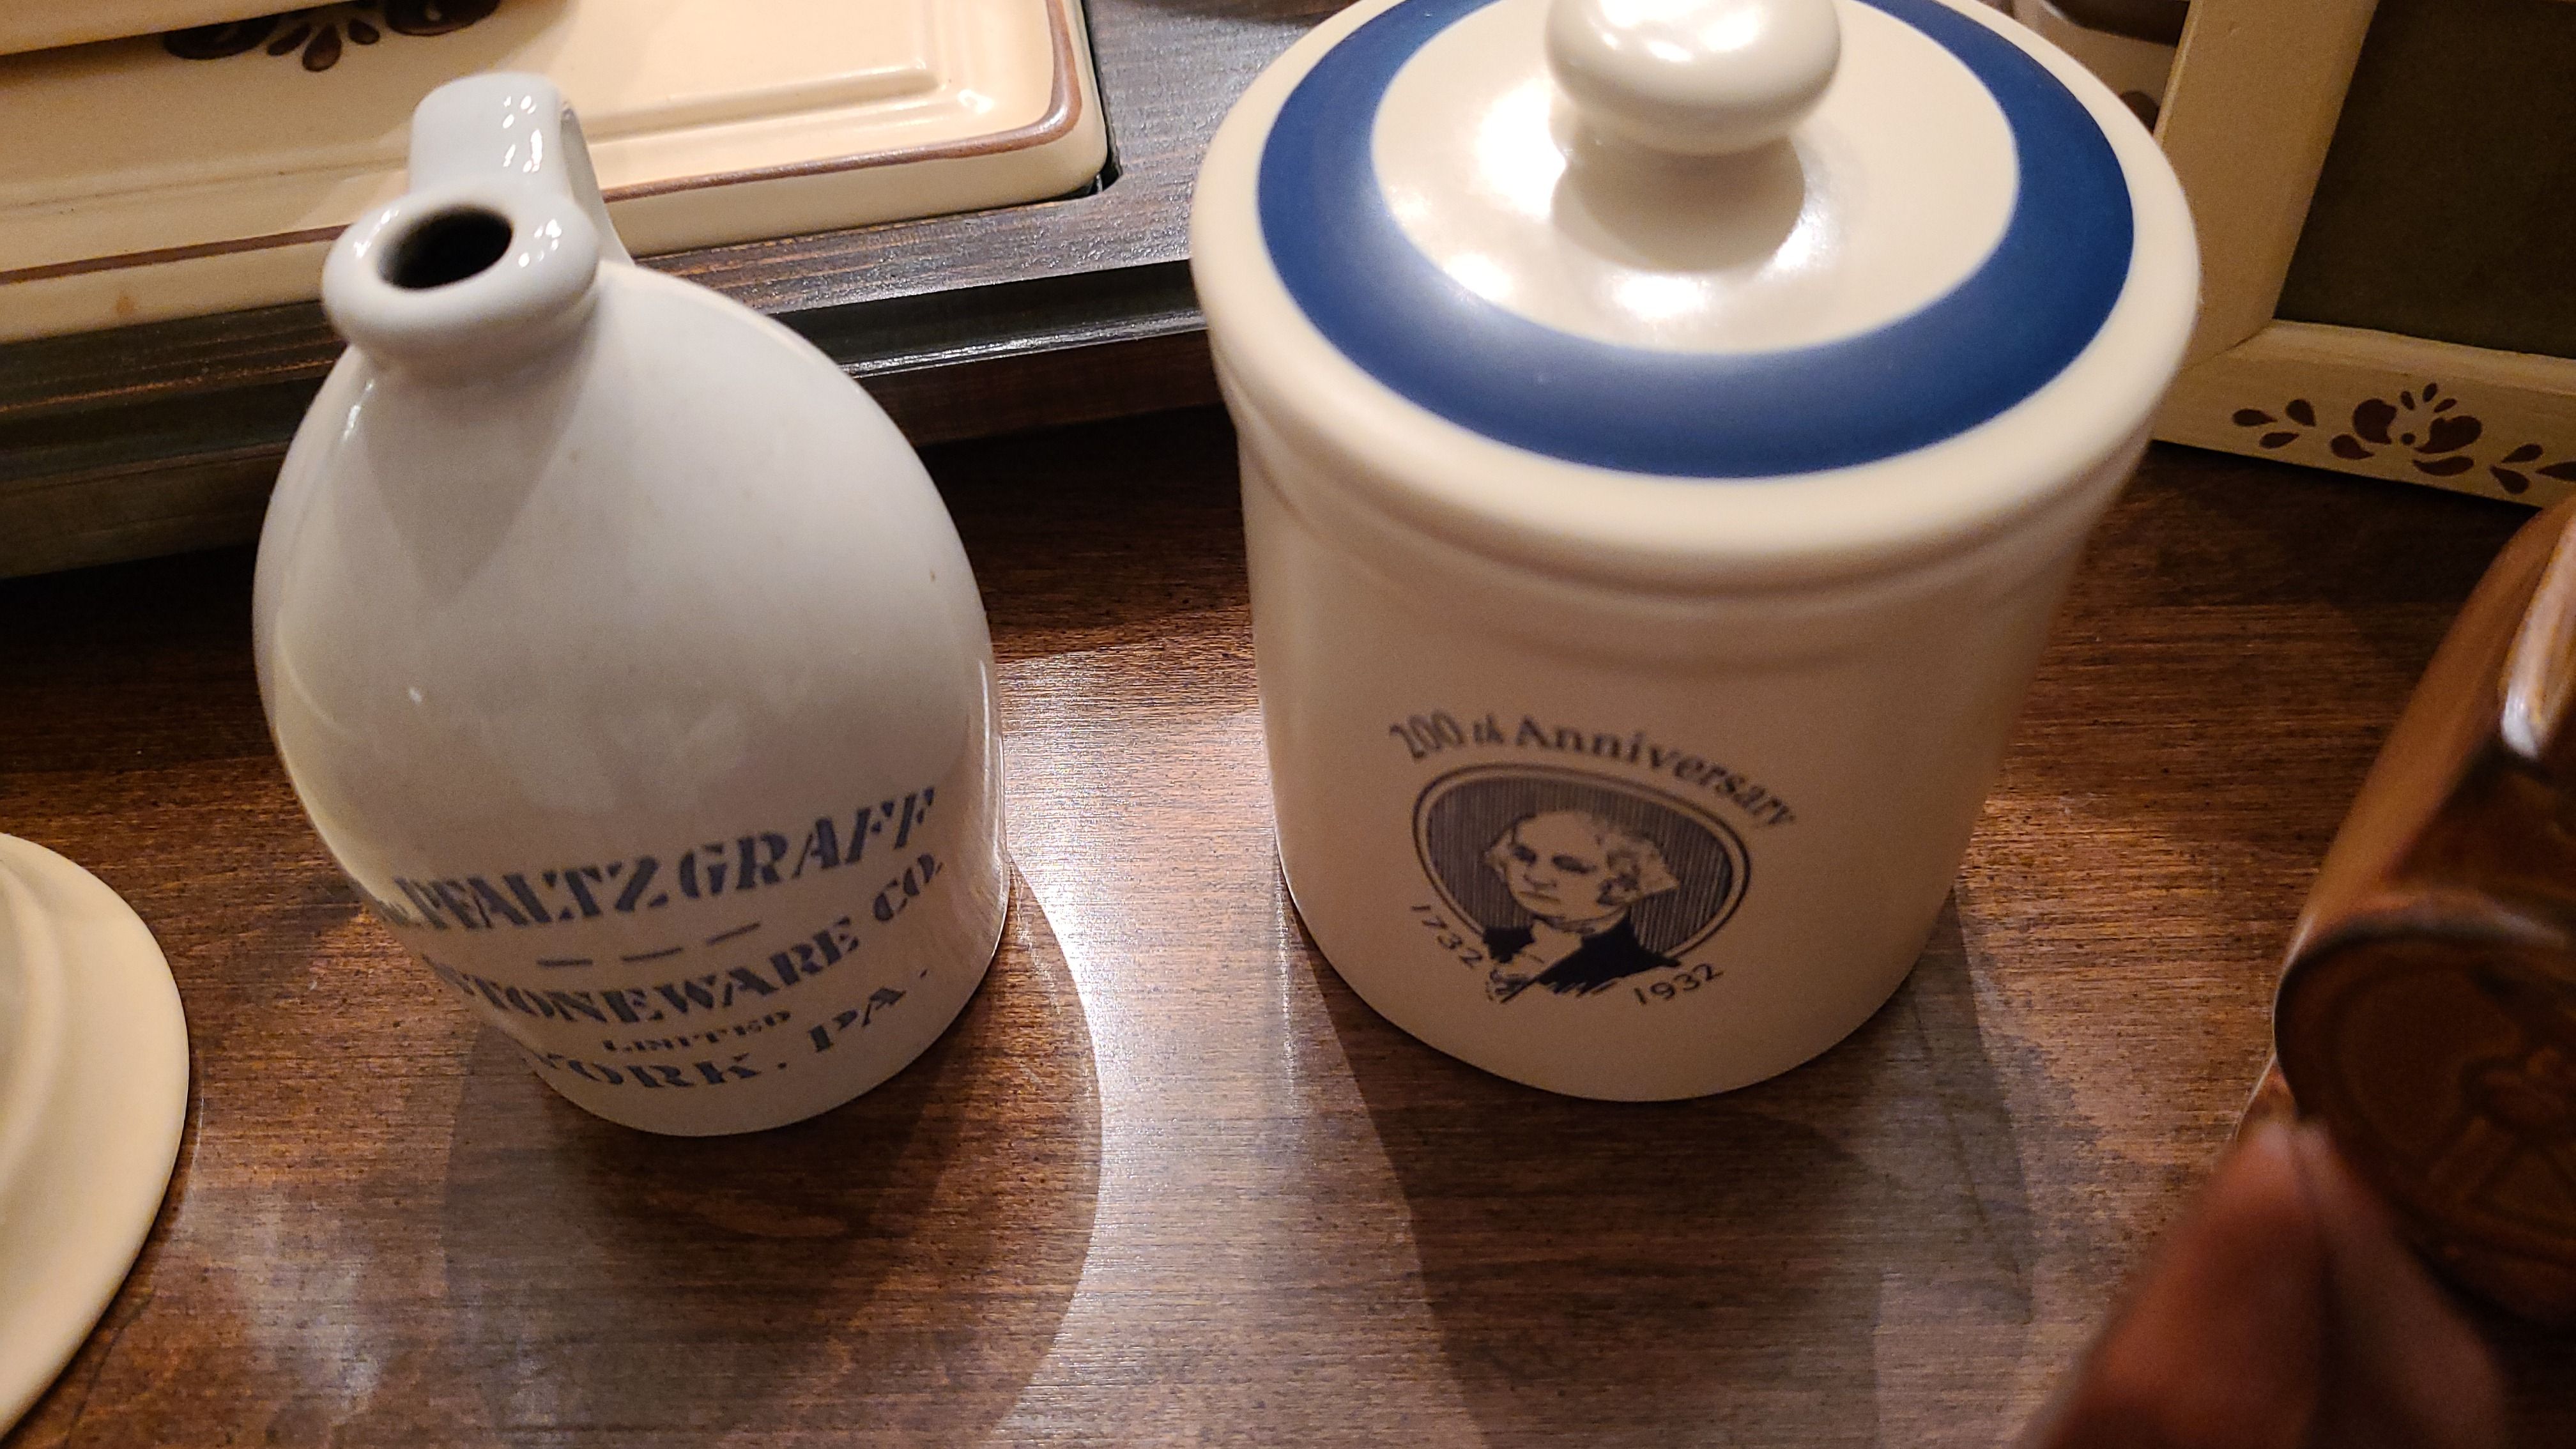 PFALTZGRAFF
STONEWARE CO.
LIMITED
YORK. PA.
200th Anniversary
1732
1932